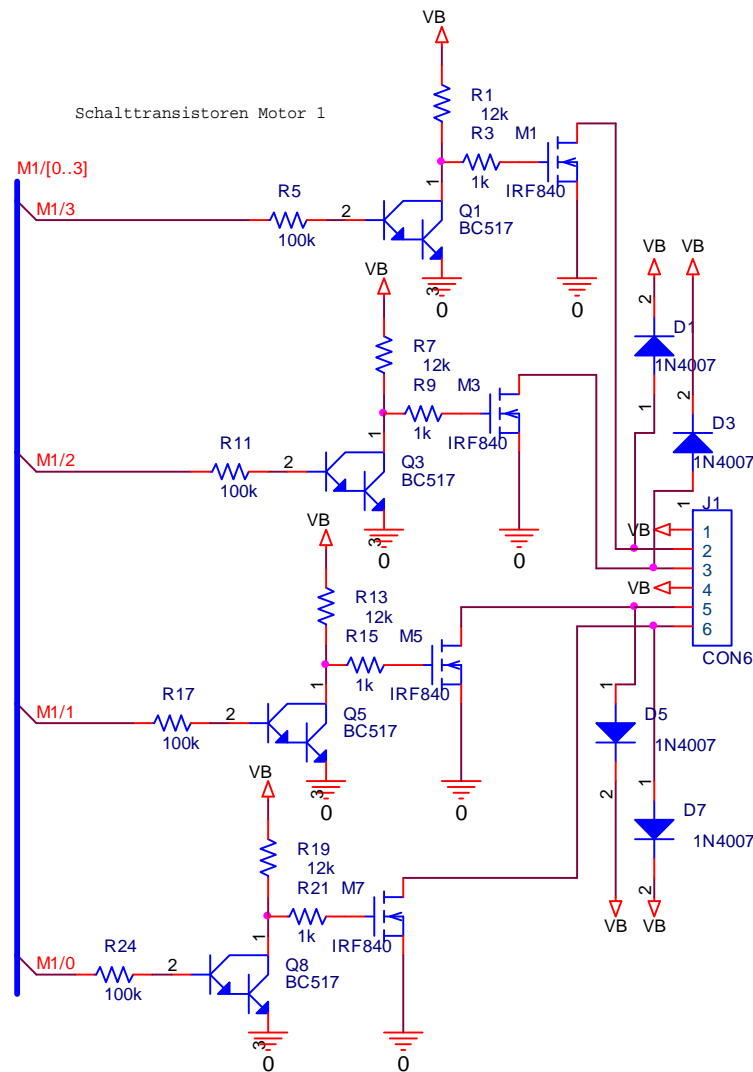 VB
R1
12k
Schalttransistoren Motor 1
R3 M1
M1/[0..3]
1
1k
IRF840
M1/3
R5
2
Q1
100k
BC517
VB
3
0
0
VB
VB
R7
12k
2
D1
1N4007
R9 M3
1
2
1
1k
IRF840
D3
M1/2
R11
2
Q3
1N4007
100k
BC517
VB
3
0
0
1
J1
VB
1
2
3
VB
4
5
6
CON6
R13
12k
R15 M5
1
1k
IRF840
1
M1/1
R17
2
Q5
D5
100k
BC517
1N4007
VB
3
0
0
2
1
D7
1N4007
R19
12k
R21 M7
2
VB
VB
1
1k
IRF840
M1/0
R24
2
Q8
100k
BC517
3
0
0